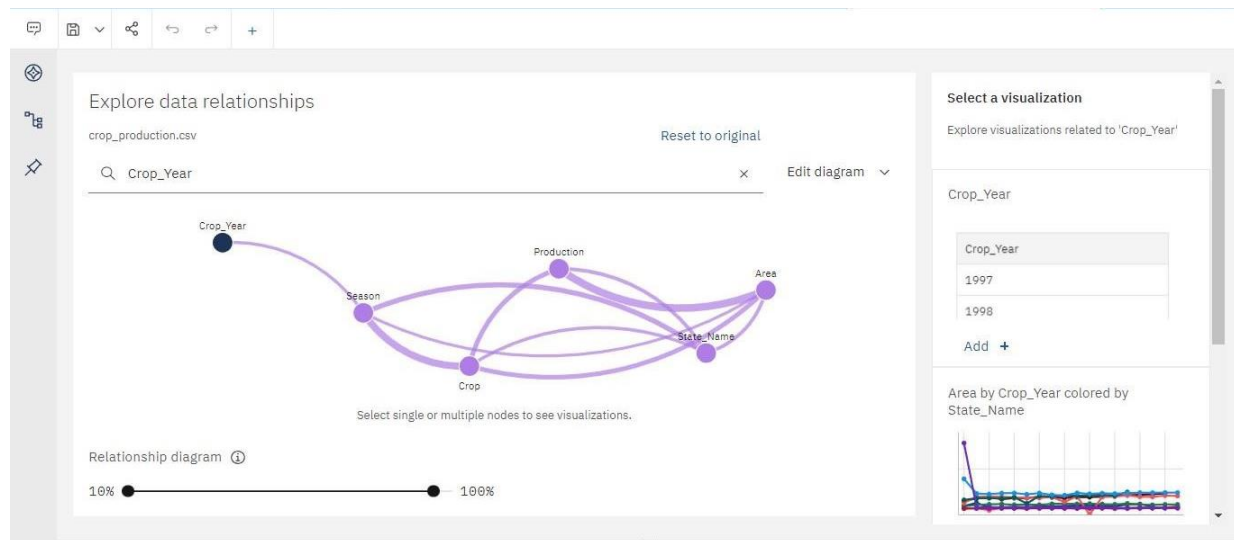 Explore data relationships
crop_production.csv
Reset to original
Crop_Year
Edit diagram
Crop_Year
Production
Area
Season
State_Name
Crop
Select single or multiple nodes to see visualizations.
Relationship diagram
10%
100%
Select a visualization
Explore visualizations related to 'Crop_Year'
Crop_Year
Crop_Year
1997
1998
Add +
Area by Crop_Year colored by
State_Name